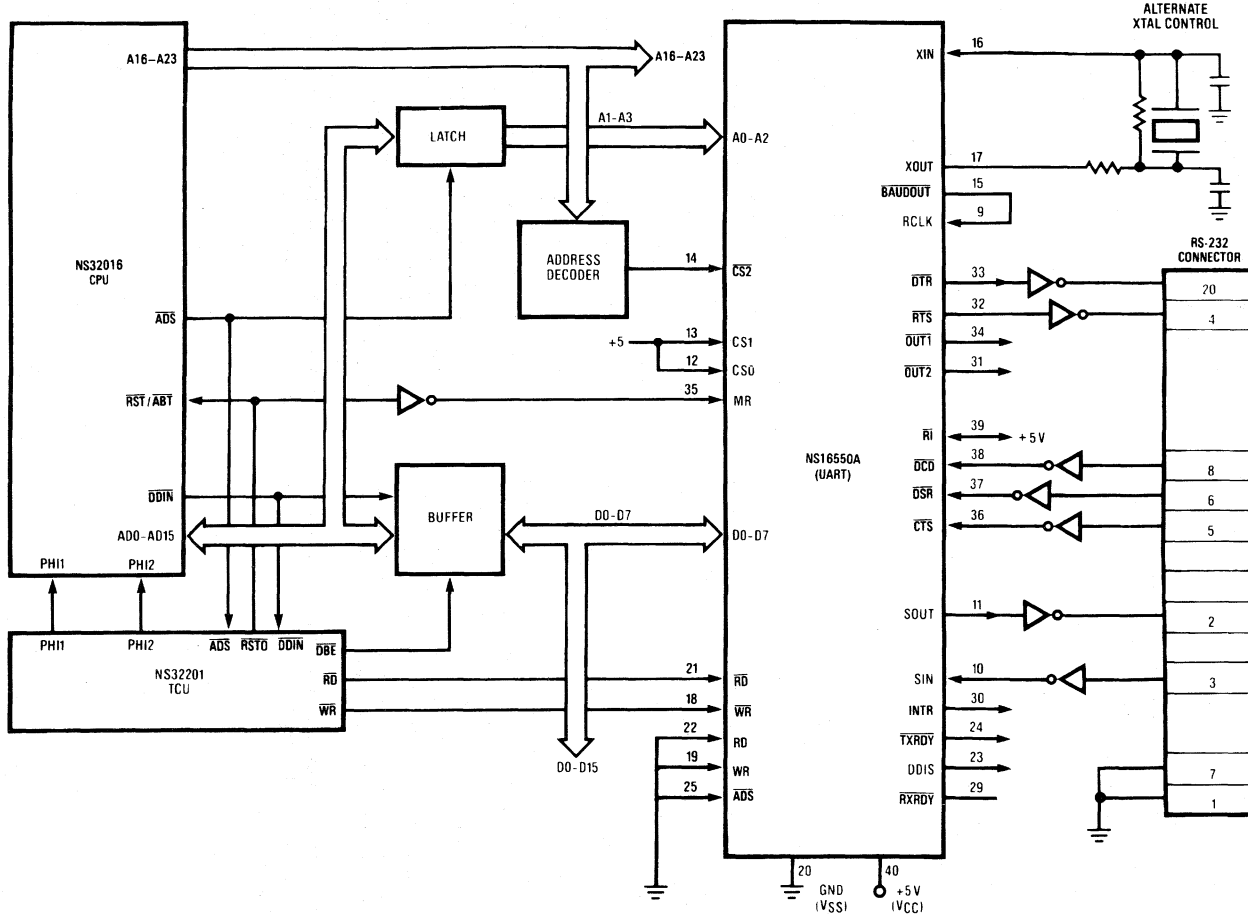 ALTERNATE
XTAL CONTROL
A16-A23
A16-A23
XIN
16
LATCH
A1-A3
A0-A2
XOUT
17
BAUDOUT
15
RCLK
9
NS32016
CPU
ADDRESS
DECODER
14
CS2
RS-232
CONNECTOR
DTR
33
20
ADS
RTS
32
4
+5
13
CS1
OUT1
34
12
CS0
OUT2
31
RST/ABT
35
MR
NS16550A
(UART)
RI
39
+5V
DCD
38
8
DDIN
BUFFER
DSR
37
6
AD0-AD15
D0-D7
D0-D7
CTS
36
5
PHI1
PHI2
SOUT
11
2
PHI1
PHI2
ADS
RSTO
DDIN
DBE
NS32201
TCU
RD
21
RD
SIN
10
3
WR
18
WR
INTR
30
22
RD
TXRDY
24
D0-D15
19
WR
DDIS
23
7
25
ADS
RXRDY
29
1
20
GND
(VSS)
40
+5V
(VCC)